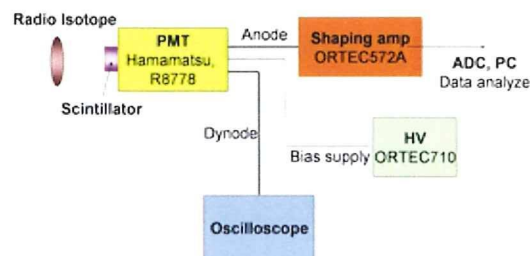 Radio Isotope
Scintillator
PMT
Hamamatsu,
R8778
Anode
Shaping amp
ORTEC572A
ADC, PC
Data analyze
Dynode
Bias supply
HV
ORTEC710
Oscilloscope